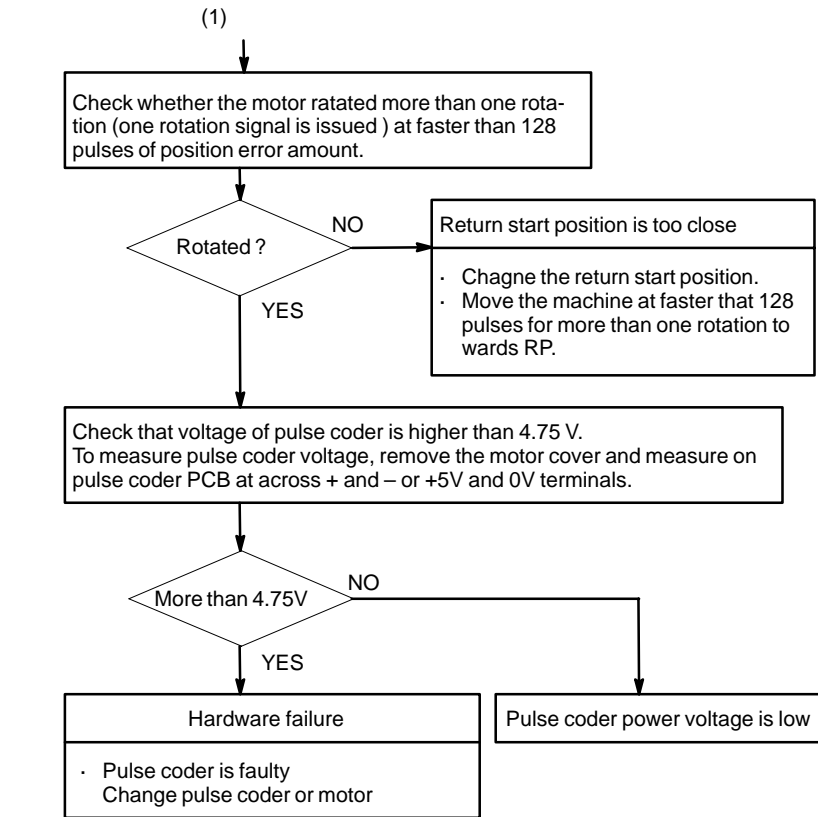 (1)
Check whether the motor ratated more than one rota-
tion (one rotation signal is issued ) at faster than 128
pulses of position error amount.
Rotated ?
NO
YES
Return start position is too close
· Chagne the return start position.
· Move the machine at faster that 128
pulses for more than one rotation to
wards RP.
Check that voltage of pulse coder is higher than 4.75 V.
To measure pulse coder voltage, remove the motor cover and measure on
pulse coder PCB at across + and – or +5V and 0V terminals.
More than 4.75V
NO
YES
Hardware failure
· Pulse coder is faulty
Change pulse coder or motor
Pulse coder power voltage is low